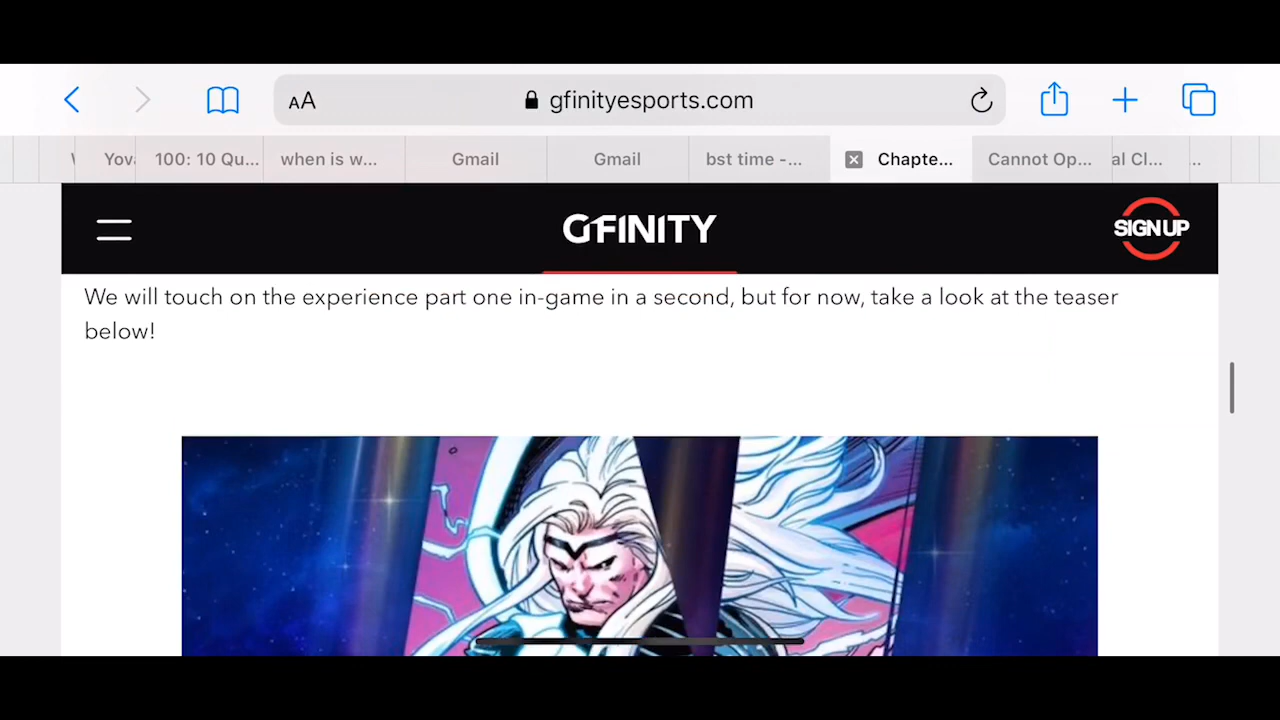 AA
gfinityesports.com
Yov
100: 10 Qu...
when is w...
Gmail
Gmail
bst time -...
Chapte...
Cannot Op...
al Cl...
...
GFINITY
SIGN UP
We will touch on the experience part one in-game in a second, but for now, take a look at the teaser
below!